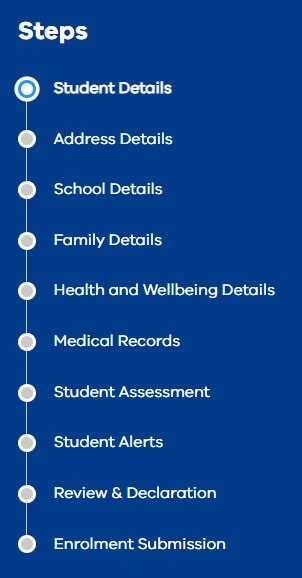 Steps
Student Details
Address Details
School Details
Family Details
Health and Wellbeing Details
Medical Records
Student Assessment
Student Alerts
Review & Declaration
Enrolment Submission